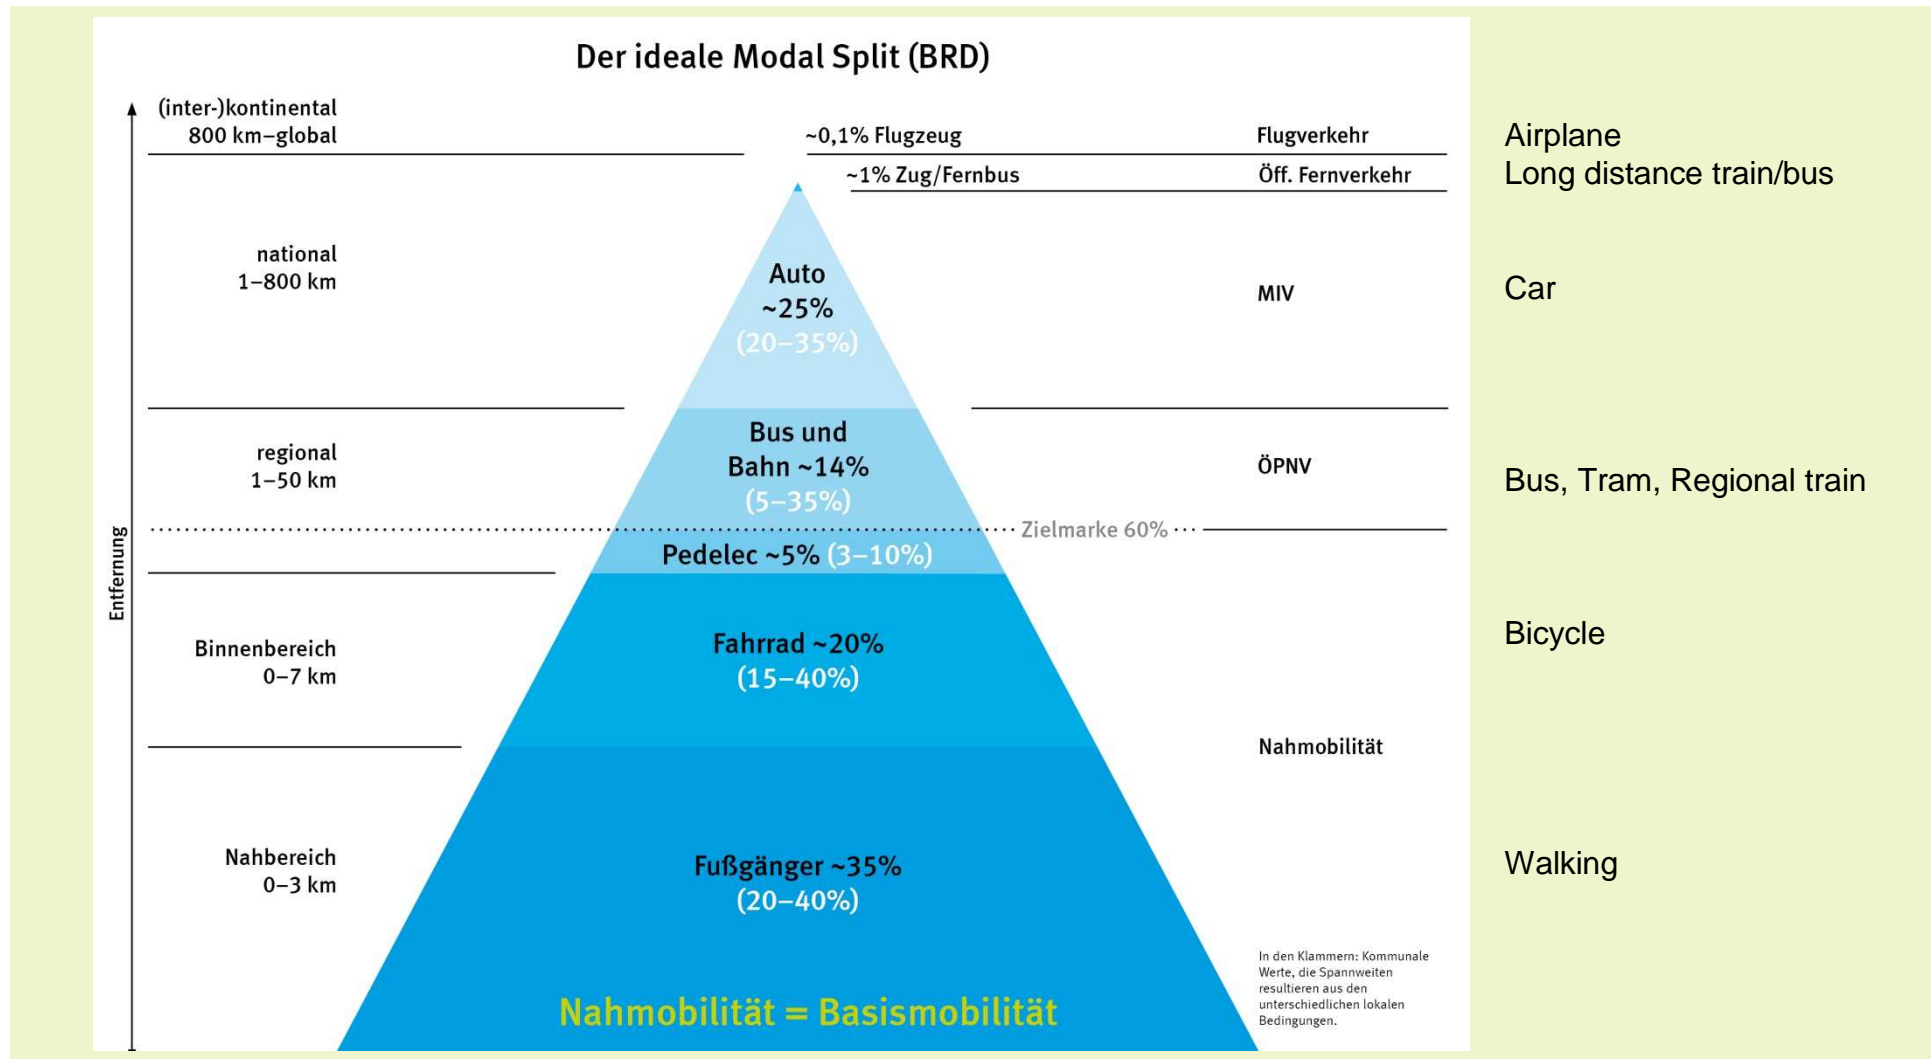 Der ideale Modal Split (BRD)
(inter-)kontinental
800 km–global
~0,1% Flugzeug
Flugverkehr
Airplane
~1% Zug/Fernbus
Öff. Fernverkehr
Long distance train/bus
national
1–800 km
Auto
~25%
(20–35%)
MIV
Car
regional
1–50 km
Bus und
Bahn ~14%
(5–35%)
ÖPNV
Bus, Tram, Regional train
Zielmarke 60%
Pedelec ~5% (3–10%)
Entfernung
Binnenbereich
0–7 km
Fahrrad ~20%
(15–40%)
Bicycle
Nahmobilität
Nahbereich
0–3 km
Fußgänger ~35%
(20–40%)
Walking
Nahmobilität = Basismobilität
In den Klammern: Kommunale
Werte, die Spannweiten
resultieren aus den
unterschiedlichen lokalen
Bedingungen.